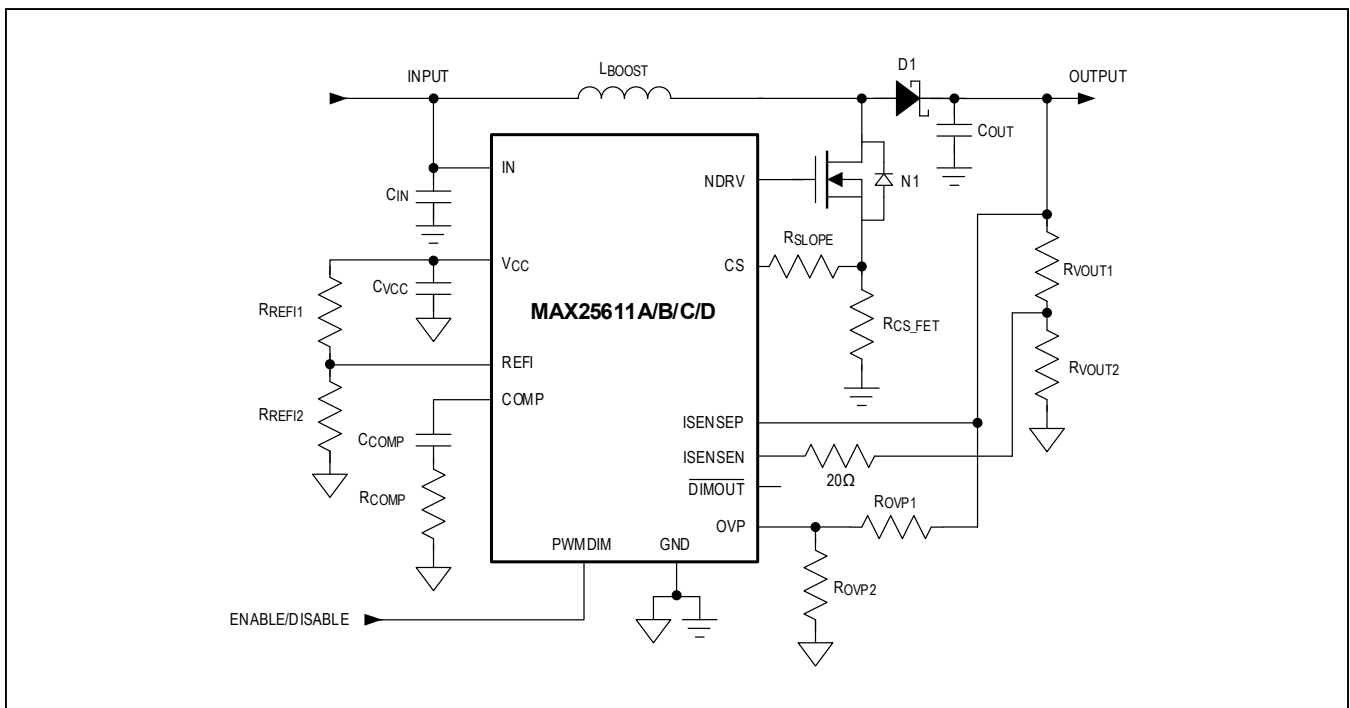 INPUT
LBOOST
D1
OUTPUT
COUT
IN
NDRV
N1
CIN
RSLOPE
VCC
CS
CVCC
RVOUT1
RREFI1
MAX25611A/B/C/D
RCS_FET
REFI
RVOUT2
COMP
RREFI2
ISENSEP
CCOMP
ISENSEN
20Ω
DIMOUT
RCOMP
ROVP1
OVP
PWMDIM
GND
ROVP2
ENABLE/DISABLE